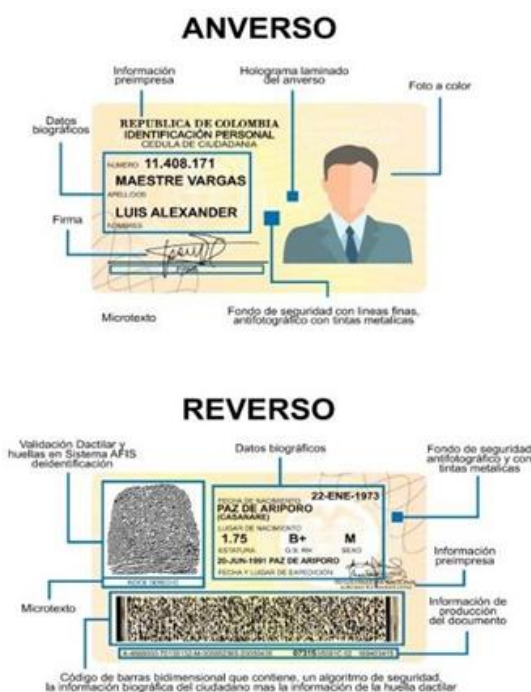 ANVERSO
Información
preimpresa
Holograma laminado
del anverso
Foto a color
Datos
biográficos
REPUBLICA DE COLOMBIA
IDENTIFICACIÓN PERSONAL
CEDULA DE CIUDADANIA
NUMERO 11.408.171
MAESTRE VARGAS
APELLIDOS
LUIS ALEXANDER
NOMBRES
Firma
Microtexto
Fondo de seguridad con lineas finas,
antifotográfico con tintas metalicas
REVERSO
Validación Dactilar y
huellas en Sistema AFIS
deidentificación
Datos biográficos
Fondo de seguridad
antifotográfico y con
tintas metalicas
FECHA DE NACIMIENTO 22-ENE-1973
PAZ DE ARIPORO
(CASANARE)
LUGAR DE NACIMIENTO
1.75 B+ M
ESTATURA G.S. RH SEXO
20-JUN-1991 PAZ DE ARIPORO
FECHA Y LUGAR DE EXPEDICIÓN
INDICE DERECHO
Información
preimpresa
Microtexto
Información de
producción
del documento
Código de barras bidimensional que contiene, un algoritmo de seguridad,
la información biográfica del ciudadano mas la información de la huella dactilar